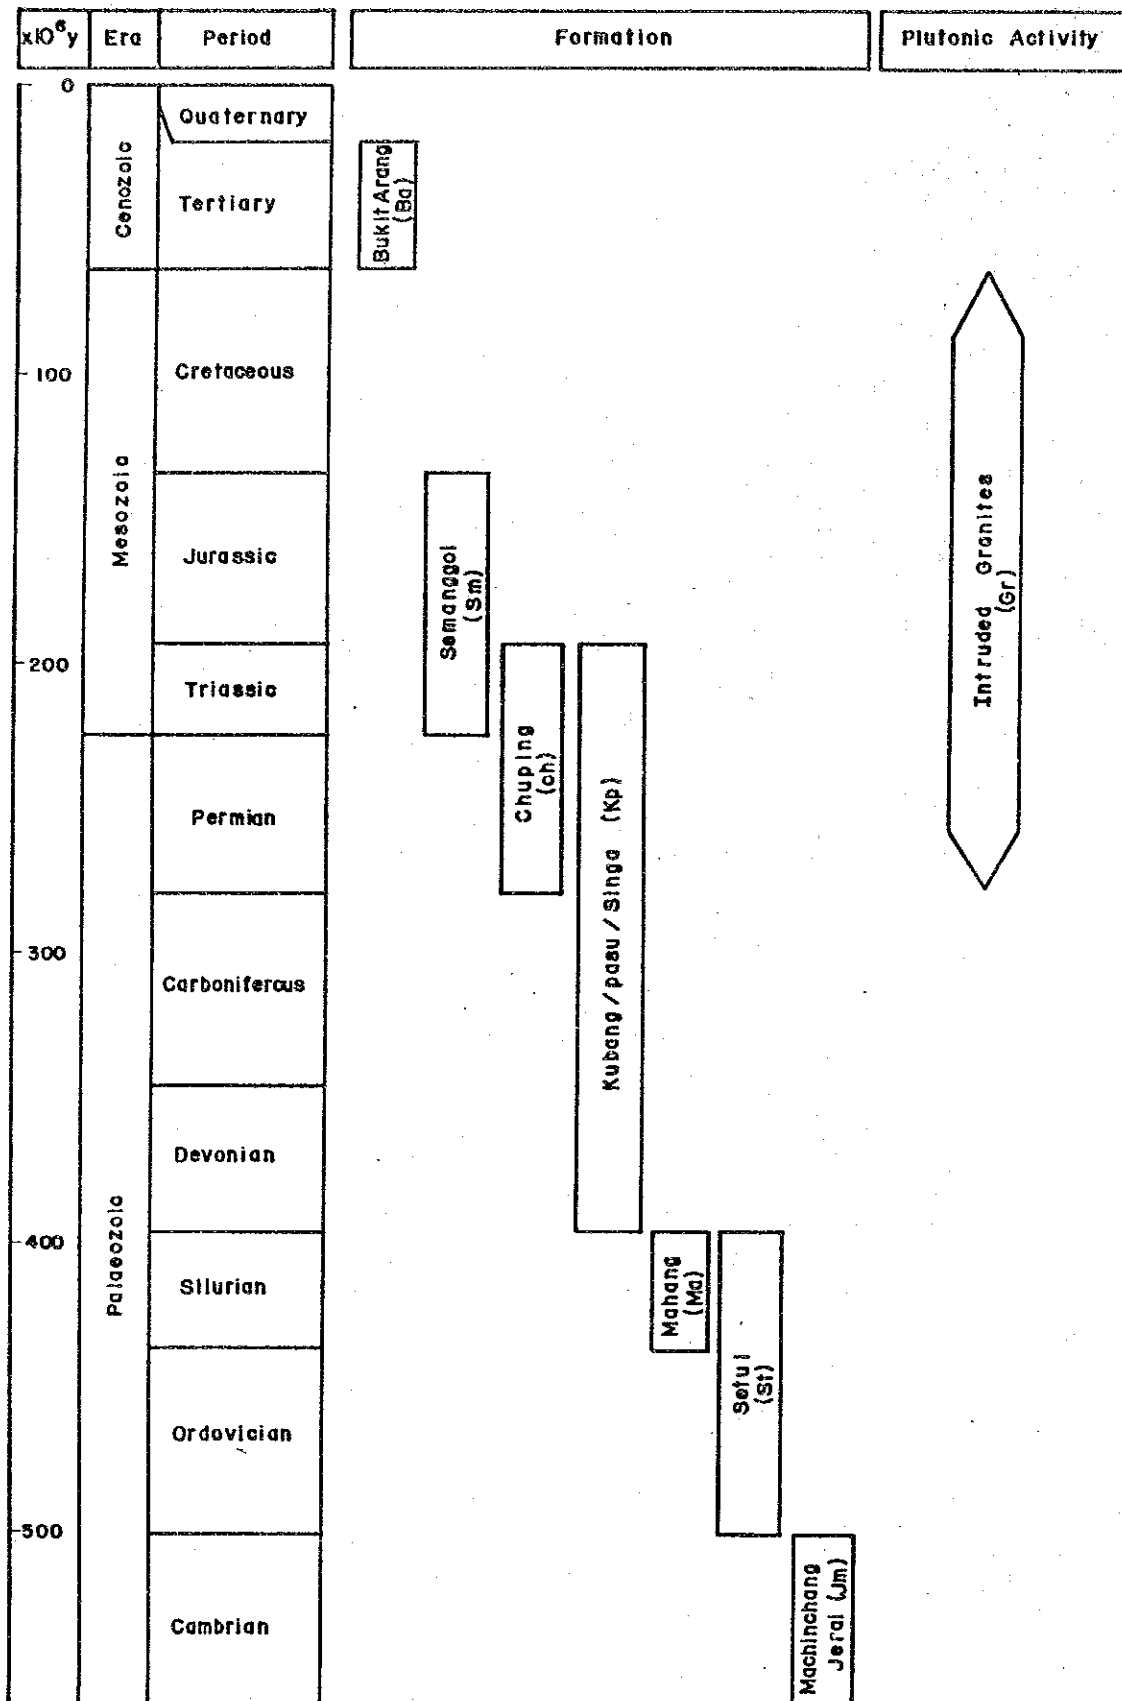 x10⁶y Era Period Formation Plutonic Activity
0
100
200
300
400
500
Cenozoic
Mesozoic
Palaeozoic
Quaternary
Tertiary
Cretaceous
Jurassic
Triassic
Permian
Carboniferous
Devonian
Silurian
Ordovician
Cambrian
Bukit Arang
(Ba)
Semanggol
(Sm)
Chuping
(ch)
Kubang/pasu/Singa (Kp)
Mahang
(Ma)
Setul
(St)
Machinchang
Jerai (Jm)
Intruded Granites
(Gr)